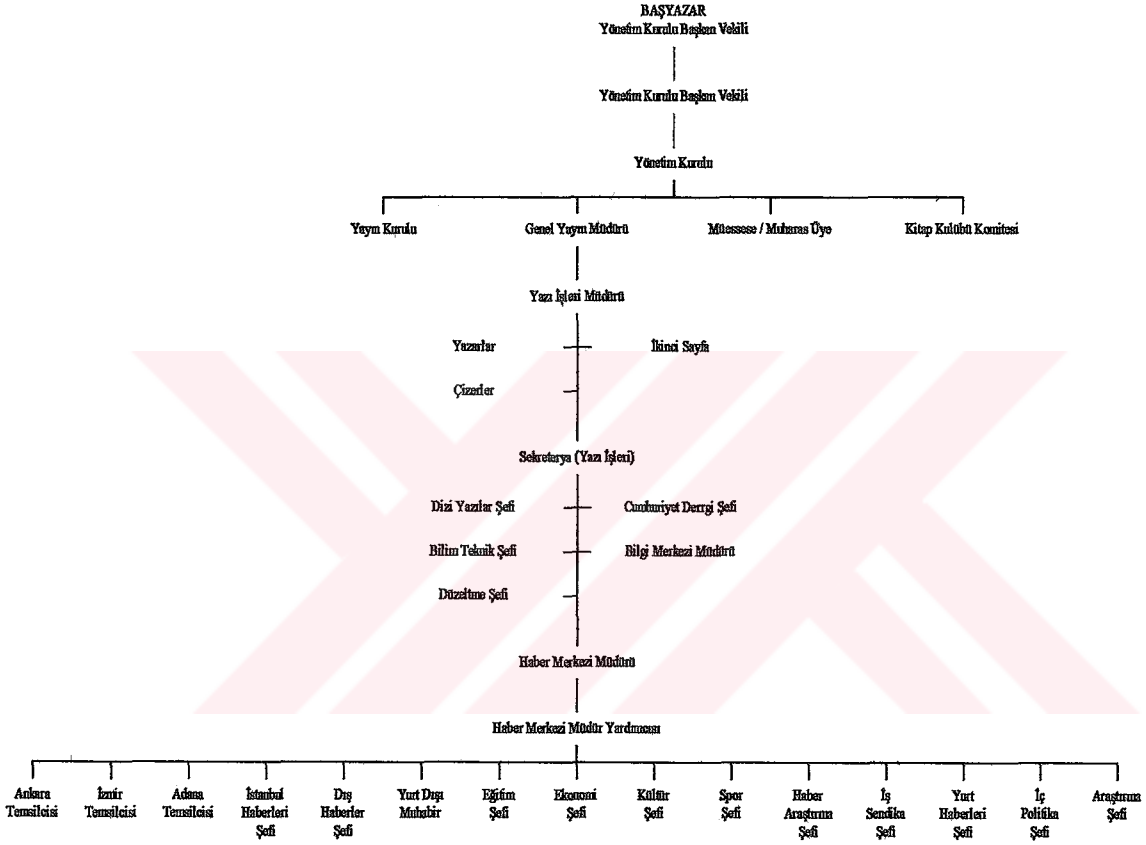 BAŞYAZAR
Yönetim Kurulu Başkan Vekili
Yönetim Kurulu Başkan Vekili
Yönetim Kurulu
Yayın Kurulu
Genel Yayın Müdürü
Müessese / Muharas Üye
Kitap Kulübü Komitesi
Yazı İşleri Müdürü
Yazarlar
İkinci Sayfa
Çizerler
Sekreterya (Yazı İşleri)
Dizi Yazılar Şefi
Cumhuriyet Derrgi Şefi
Bilim Teknik Şefi
Bilgi Merkezi Müdürü
Düzeltme Şefi
Haber Merkezi Müdürü
Haber Merkezi Müdür Yardımcısı
Ankara
Temsilcisi
İzmir
Temsilcisi
Adana
Temsilcisi
İstanbul
Haberleri
Şefi
Dış
Haberler
Şefi
Yurt Dışı
Muhabir
Eğitim
Şefi
Ekonomi
Şefi
Kültür
Şefi
Spor
Şefi
Haber
Araştırma
Şefi
İş
Sendika
Şefi
Yurt
Haberleri
Şefi
İç
Politika
Şefi
Araştırma
Şefi